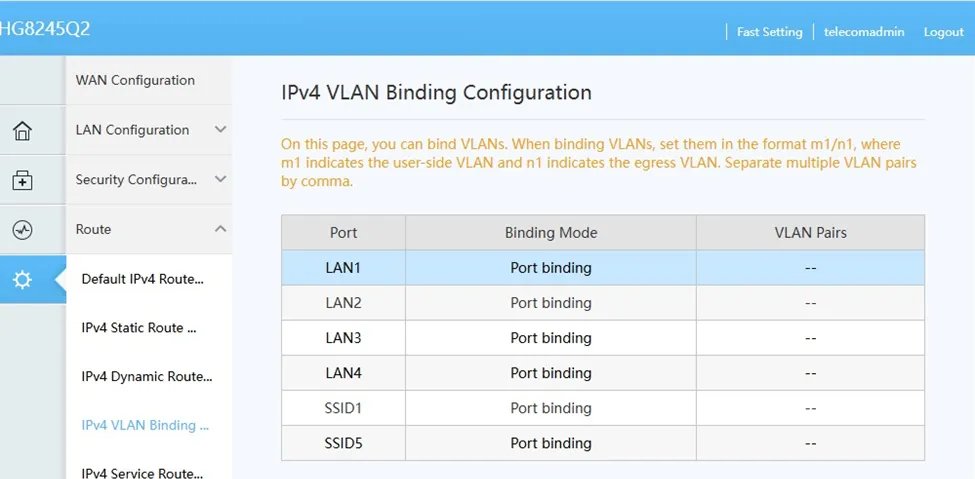 HG8245Q2
Fast Setting | telecomadmin Logout
WAN Configuration
LAN Configuration
Security Configura...
Route
Default IPv4 Route...
IPv4 Static Route ...
IPv4 Dynamic Route...
IPv4 VLAN Binding ...
IPv4 Service Route...
IPv4 VLAN Binding Configuration
On this page, you can bind VLANs. When binding VLANs, set them in the format m1/n1, where
m1 indicates the user-side VLAN and n1 indicates the egress VLAN. Separate multiple VLAN pairs
by comma.
Port Binding Mode VLAN Pairs
LAN1 Port binding --
LAN2 Port binding --
LAN3 Port binding --
LAN4 Port binding --
SSID1 Port binding --
SSID5 Port binding --